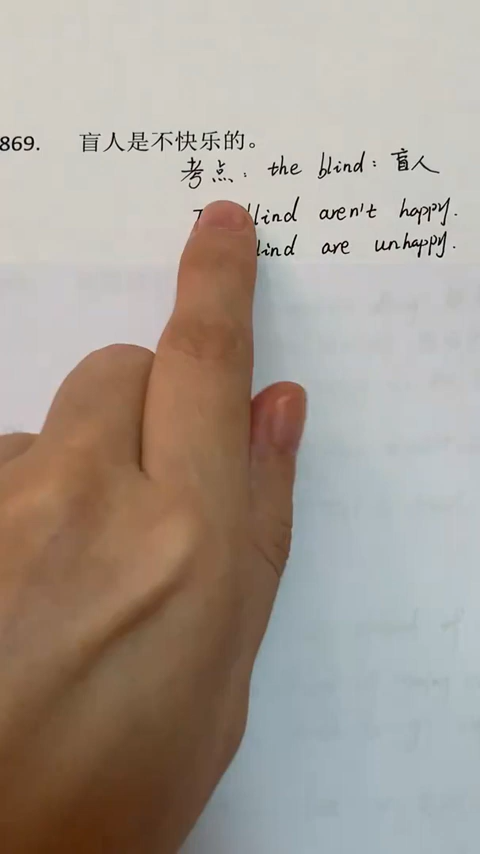 869. 盲人是不快乐的。
考点：the blind：盲人
aren't happy.
are unhappy.